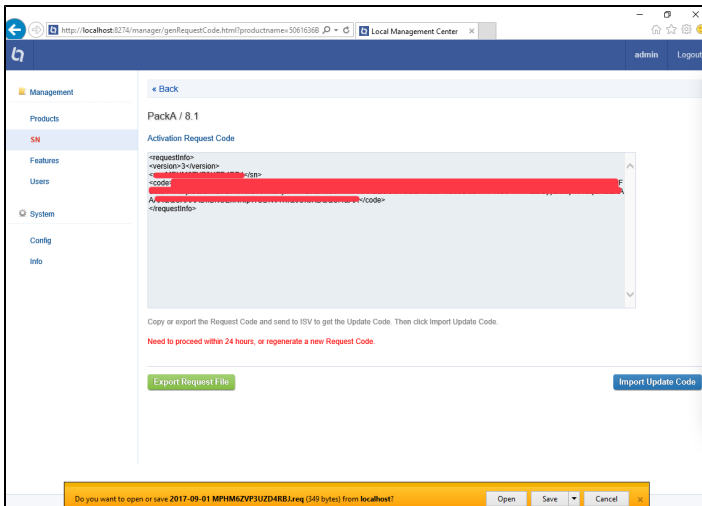 http://localhost:8274/manager/genRequestCode.html?productname=5061636B
Local Management Center
admin Logout
Management
Products
SN
Features
Users
System
Config
Info
« Back
PackA / 8.1
Activation Request Code
<requestInfo>
<version>3</version>
</sn>
<code>
</code>
</requestInfo>
Copy or export the Request Code and send to ISV to get the Update Code. Then click Import Update Code.
Need to proceed within 24 hours, or regenerate a new Request Code.
Export Request File
Import Update Code
Do you want to open or save 2017-09-01 MPHM6ZVP3UZD4RBJ.req (349 bytes) from localhost?
Open Save Cancel